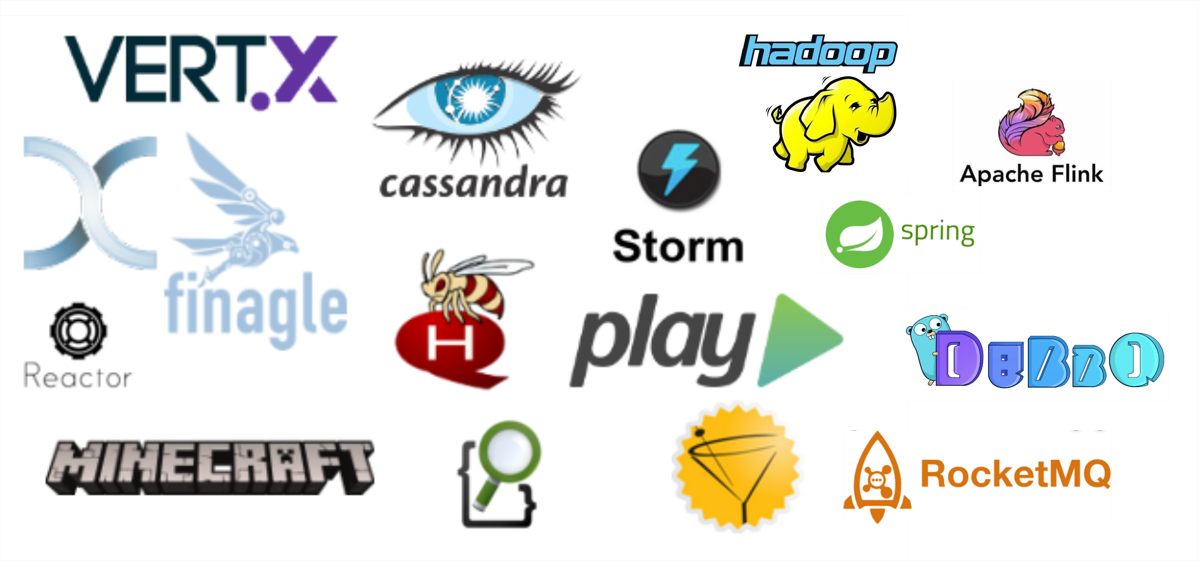 VERT.X
hadoop
cassandra
Apache Flink
Storm
spring
finagle
H
play
Reactor
DUBBO
MINECRAFT
RocketMQ